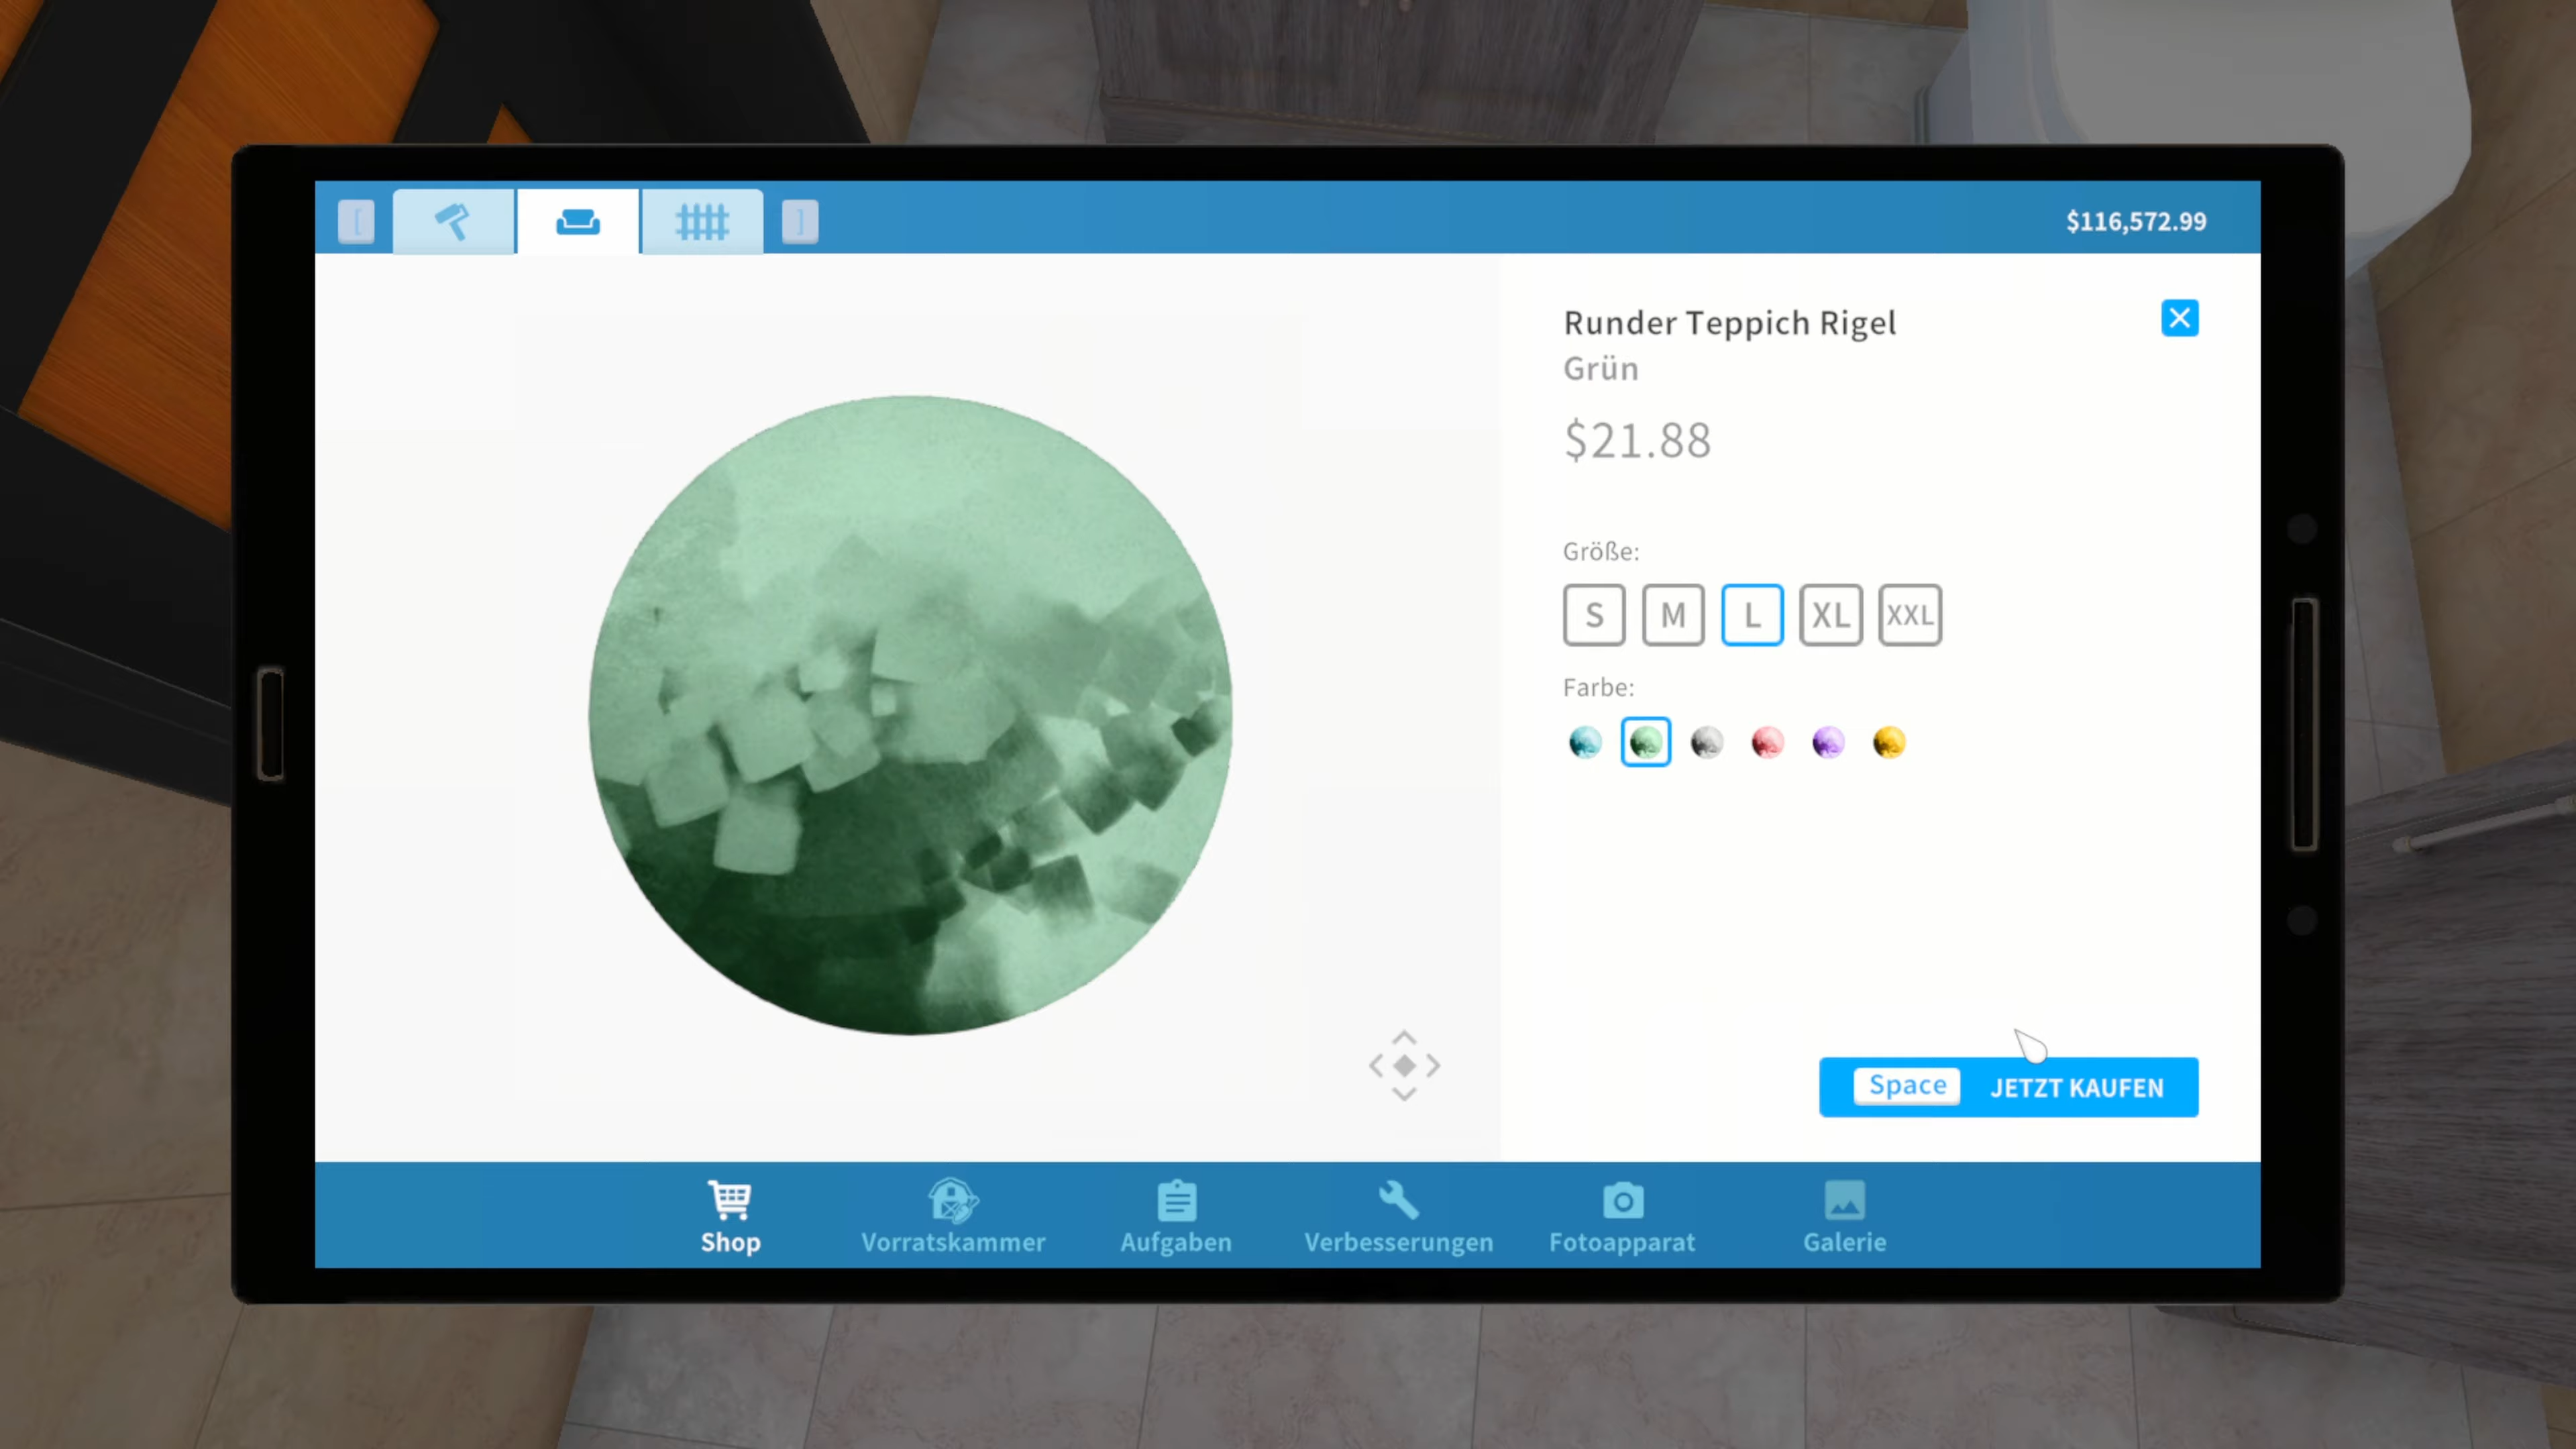 [
]
$116,572.99
Runder Teppich Rigel
Grün
$21.88
Größe:
S M L XL XXL
Farbe:
Space JETZT KAUFEN
Shop Vorratskammer Aufgaben Verbesserungen Fotoapparat Galerie